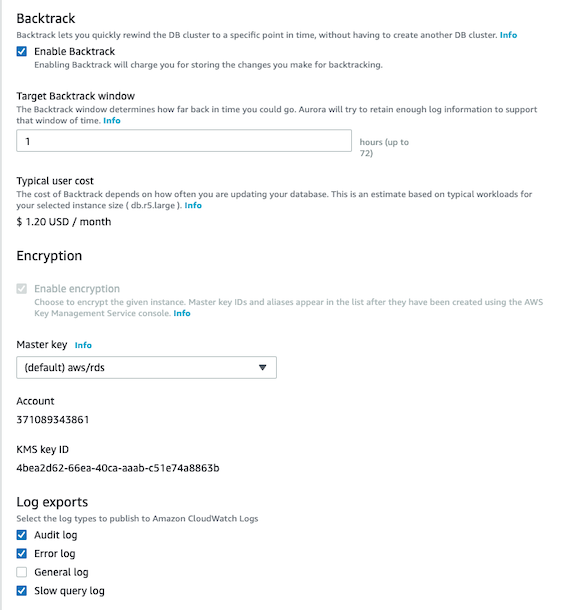 Backtrack
Backtrack lets you quickly rewind the DB cluster to a specific point in time, without having to create another DB cluster. Info
Enable Backtrack
Enabling Backtrack will charge you for storing the changes you make for backtracking.
Target Backtrack window
The Backtrack window determines how far back in time you could go. Aurora will try to retain enough log information to support
that window of time. Info
1
hours (up to
72)
Typical user cost
The cost of Backtrack depends on how often you are updating your database. This is an estimate based on typical workloads for
your selected instance size ( db.r5.large ). Info
$ 1.20 USD / month
Encryption
Enable encryption
Choose to encrypt the given instance. Master key IDs and aliases appear in the list after they have been created using the AWS
Key Management Service console. Info
Master key Info
(default) aws/rds
Account
371089343861
KMS key ID
4bea2d62-66ea-40ca-aaab-c51e74a8863b
Log exports
Select the log types to publish to Amazon CloudWatch Logs
Audit log
Error log
General log
Slow query log